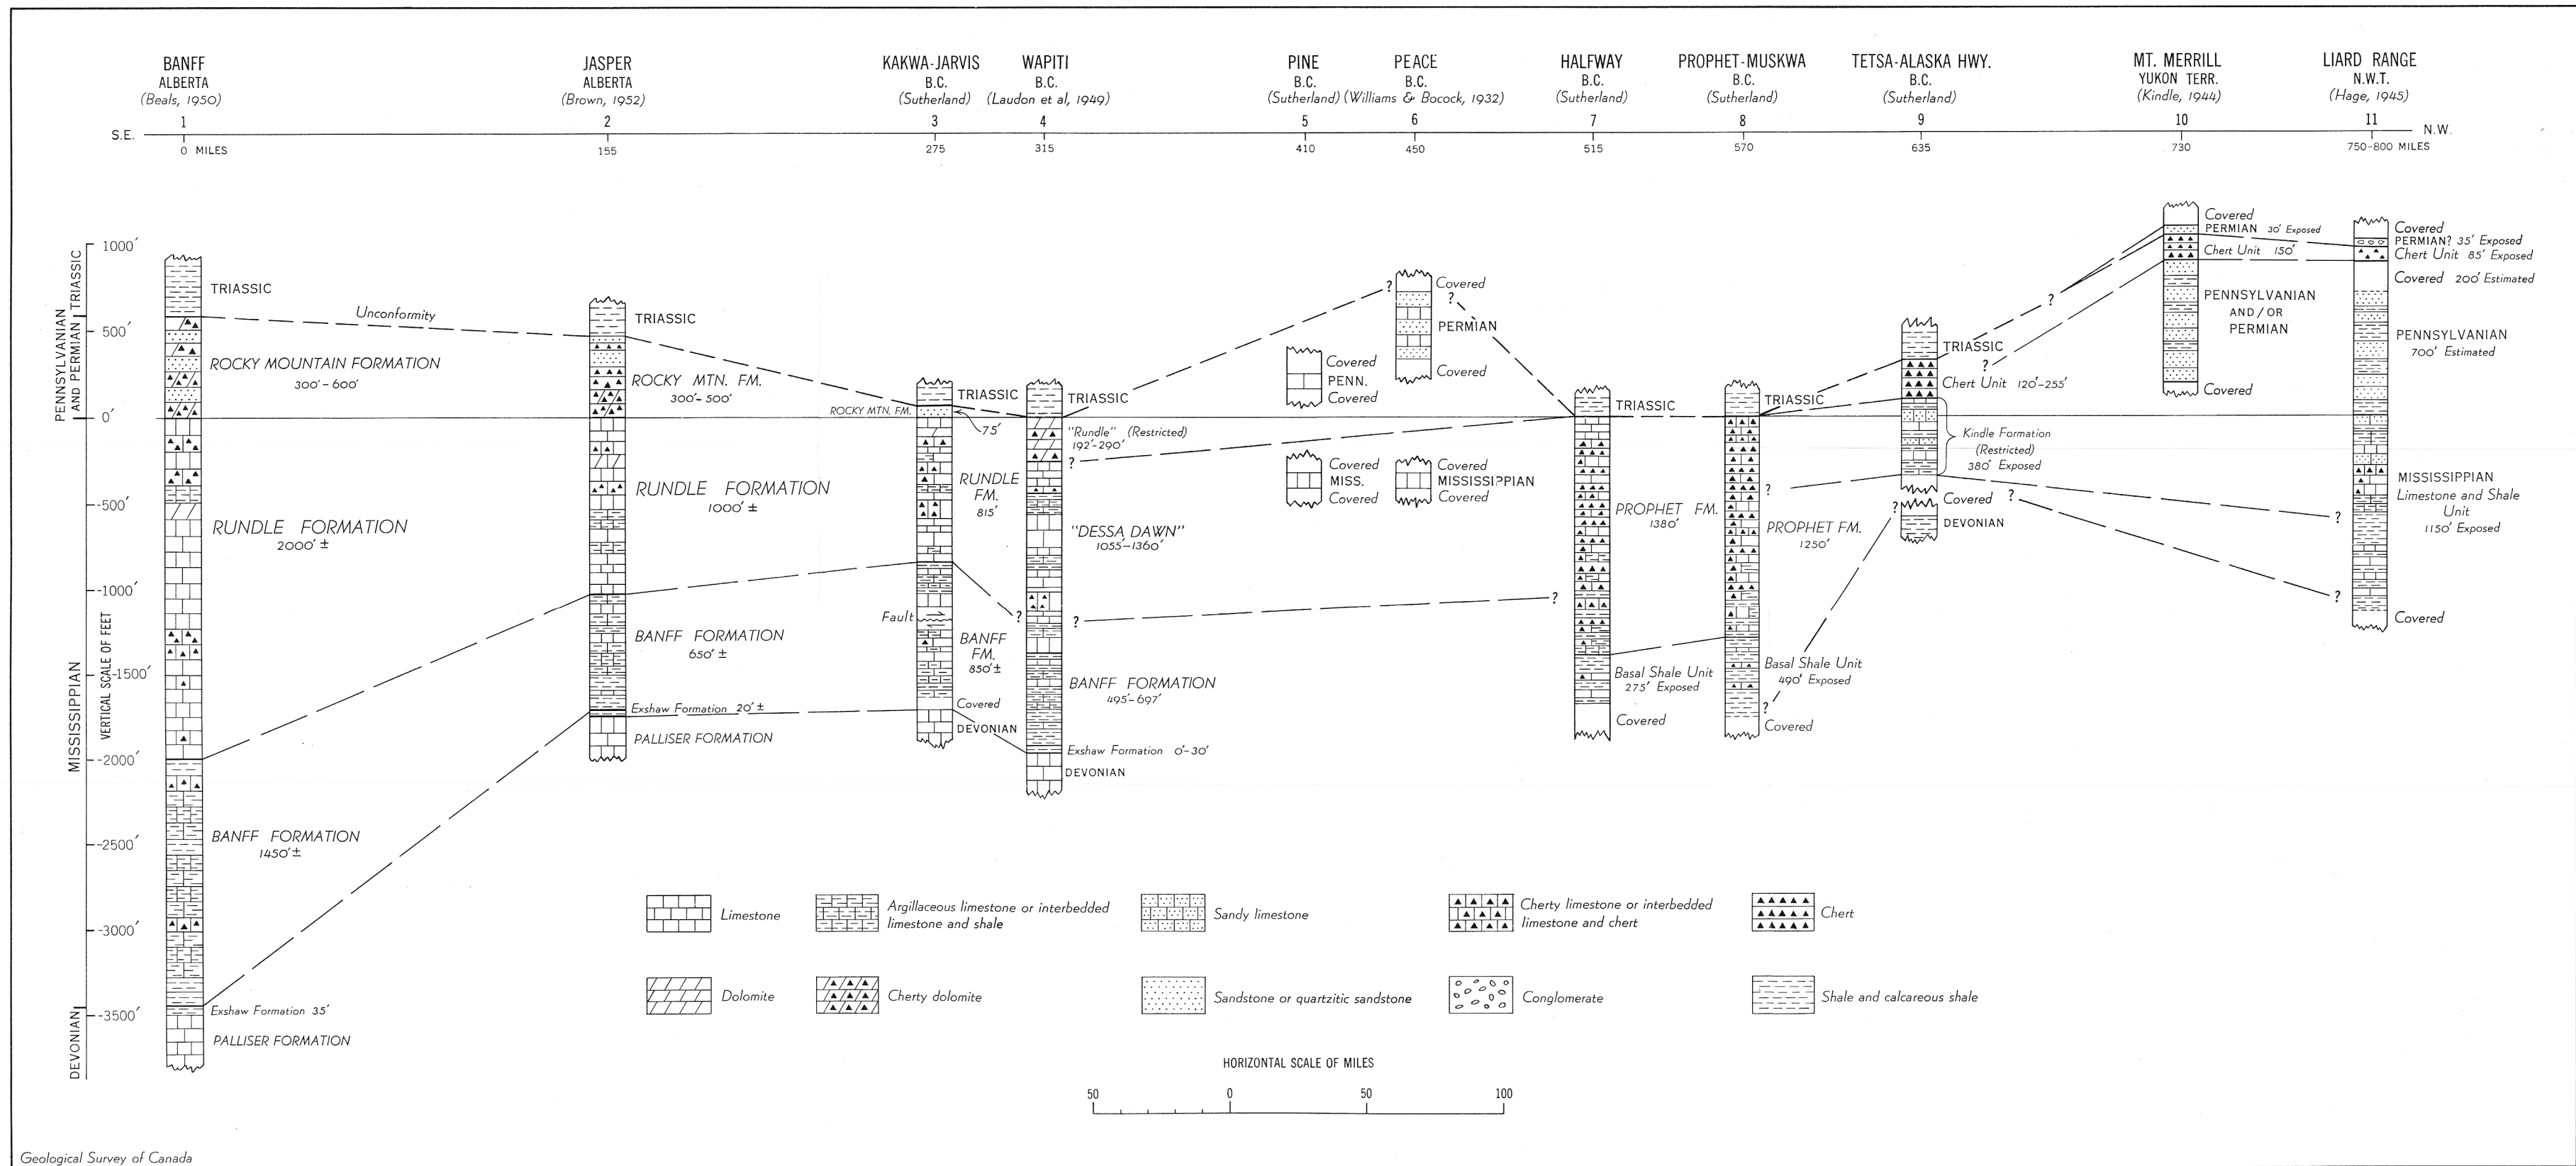 BANFF
ALBERTA
(Beals, 1950)
1
0 MILES
JASPER
ALBERTA
(Brown, 1952)
2
155
KAKWA-JARVIS
B.C.
(Sutherland)
3
275
WAPITI
B.C.
(Laudon et al, 1949)
4
315
PINE
B.C.
(Sutherland)
5
410
PEACE
B.C.
(Williams & Bocock, 1932)
6
450
HALFWAY
B.C.
(Sutherland)
7
515
PROPHET-MUSKWA
B.C.
(Sutherland)
8
570
TETSA-ALASKA HWY.
B.C.
(Sutherland)
9
635
MT. MERRILL
YUKON TERR.
(Kindle, 1944)
10
730
LIARD RANGE
N.W.T.
(Hage, 1945)
11
750-800 MILES
S.E.
N.W.
TRIASSIC
PENNSYLVANIAN
AND PERMIAN
MISSISSIPPIAN
DEVONIAN
VERTICAL SCALE OF FEET
1000′
500′
0′
-500′
-1000′
-1500′
-2000′
-2500′
-3000′
-3500′
TRIASSIC
Unconformity
ROCKY MOUNTAIN FORMATION
300′-600′
RUNDLE FORMATION
2000′ ±
BANFF FORMATION
1450′ ±
Exshaw Formation 35′
PALLISER FORMATION
TRIASSIC
ROCKY MTN. FM.
300′-500′
RUNDLE FORMATION
1000′ ±
BANFF FORMATION
650′ ±
Exshaw Formation 20′ ±
PALLISER FORMATION
TRIASSIC
ROCKY MTN. FM.
75′
RUNDLE
FM.
815′
Fault
BANFF
FM.
850′±
Covered
DEVONIAN
TRIASSIC
"Rundle" (Restricted)
192′-290′
?
"DESSA DAWN"
1055′-1360′
?
?
BANFF FORMATION
495′-697′
Exshaw Formation 0′-30′
DEVONIAN
Covered
PENN.
Covered
Covered
MISS.
Covered
?
Covered
?
PERMIAN
Covered
Covered
MISSISSIPPIAN
Covered
TRIASSIC
PROPHET FM.
1380′
?
Basal Shale Unit
275′ Exposed
Covered
TRIASSIC
?
PROPHET FM.
1250′
Basal Shale Unit
490′ Exposed
?
Covered
TRIASSIC
?
Chert Unit 120′-255′
Kindle Formation
(Restricted)
380′ Exposed
Covered
?
?
DEVONIAN
?
Covered
PERMIAN 30′ Exposed
Chert Unit 150′
PENNSYLVANIAN
AND/OR
PERMIAN
Covered
Covered
PERMIAN? 35′ Exposed
Chert Unit 85′ Exposed
Covered 200′ Estimated
PENNSYLVANIAN
700′ Estimated
MISSISSIPPIAN
Limestone and Shale
Unit
1150′ Exposed
?
?
Covered
Limestone
Argillaceous limestone or interbedded
limestone and shale
Sandy limestone
Cherty limestone or interbedded
limestone and chert
Chert
Dolomite
Cherty dolomite
Sandstone or quartzitic sandstone
Conglomerate
Shale and calcareous shale
HORIZONTAL SCALE OF MILES
50 0 50 100
Geological Survey of Canada